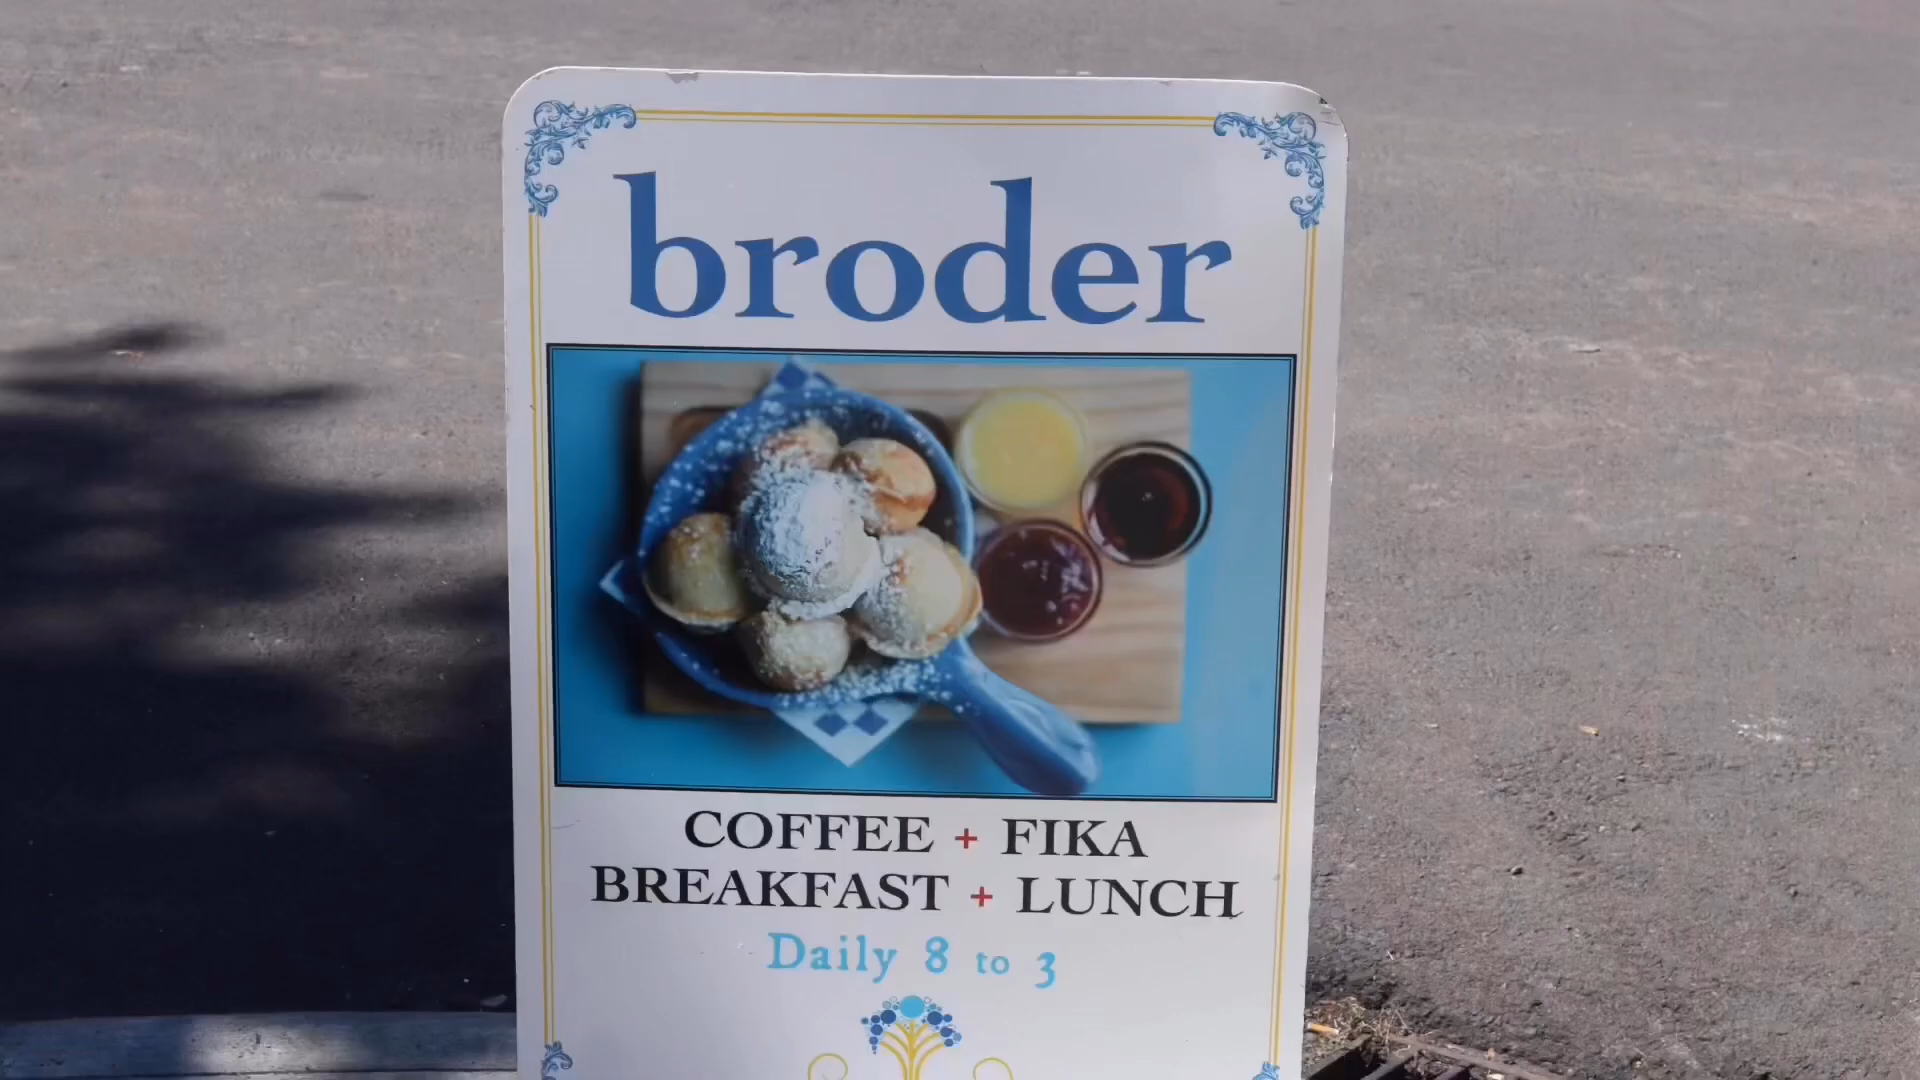 broder
COFFEE + FIKA
BREAKFAST + LUNCH
Daily 8 to 3